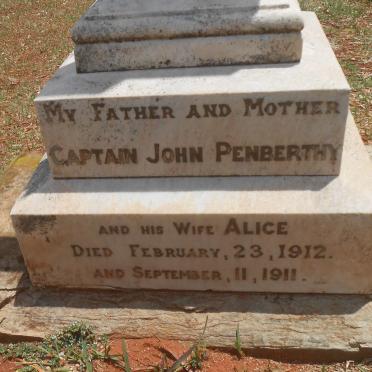 My Father and Mother
Captain John Penberthy
and his Wife Alice
Died February, 23, 1912.
and September, 11, 1911.